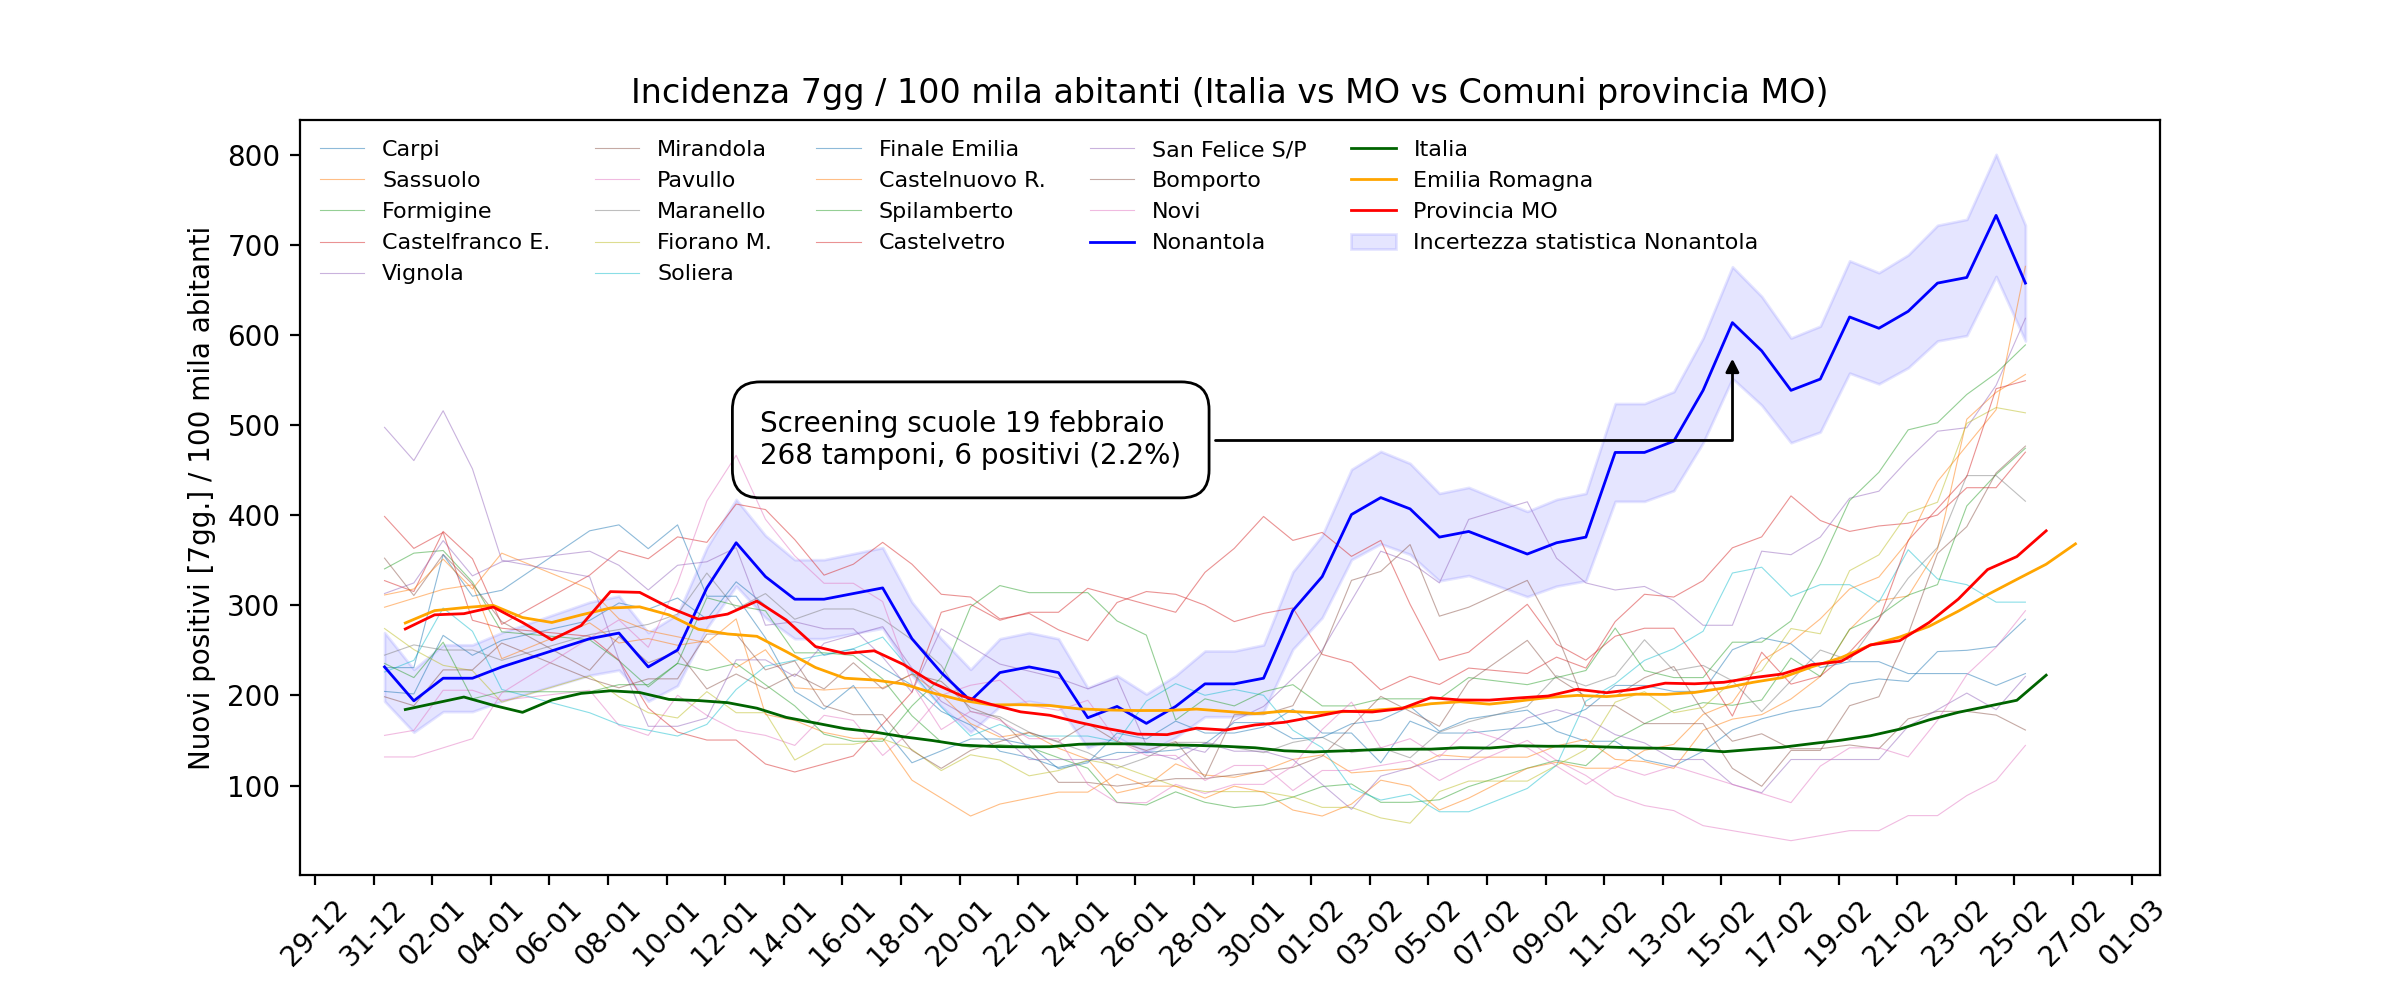 Incidenza 7gg / 100 mila abitanti (Italia vs MO vs Comuni provincia MO)
Nuovi positivi [7gg.] / 100 mila abitanti
800
700
600
500
400
300
200
100
Carpi
Sassuolo
Formigine
Castelfranco E.
Vignola
Mirandola
Pavullo
Maranello
Fiorano M.
Soliera
Finale Emilia
Castelnuovo R.
Spilamberto
Castelvetro
San Felice S/P
Bomporto
Novi
Nonantola
Italia
Emilia Romagna
Provincia MO
Incertezza statistica Nonantola
Screening scuole 19 febbraio
268 tamponi, 6 positivi (2.2%)
29-12
31-12
02-01
04-01
06-01
08-01
10-01
12-01
14-01
16-01
18-01
20-01
22-01
24-01
26-01
28-01
30-01
01-02
03-02
05-02
07-02
09-02
11-02
13-02
15-02
17-02
19-02
21-02
23-02
25-02
27-02
01-03